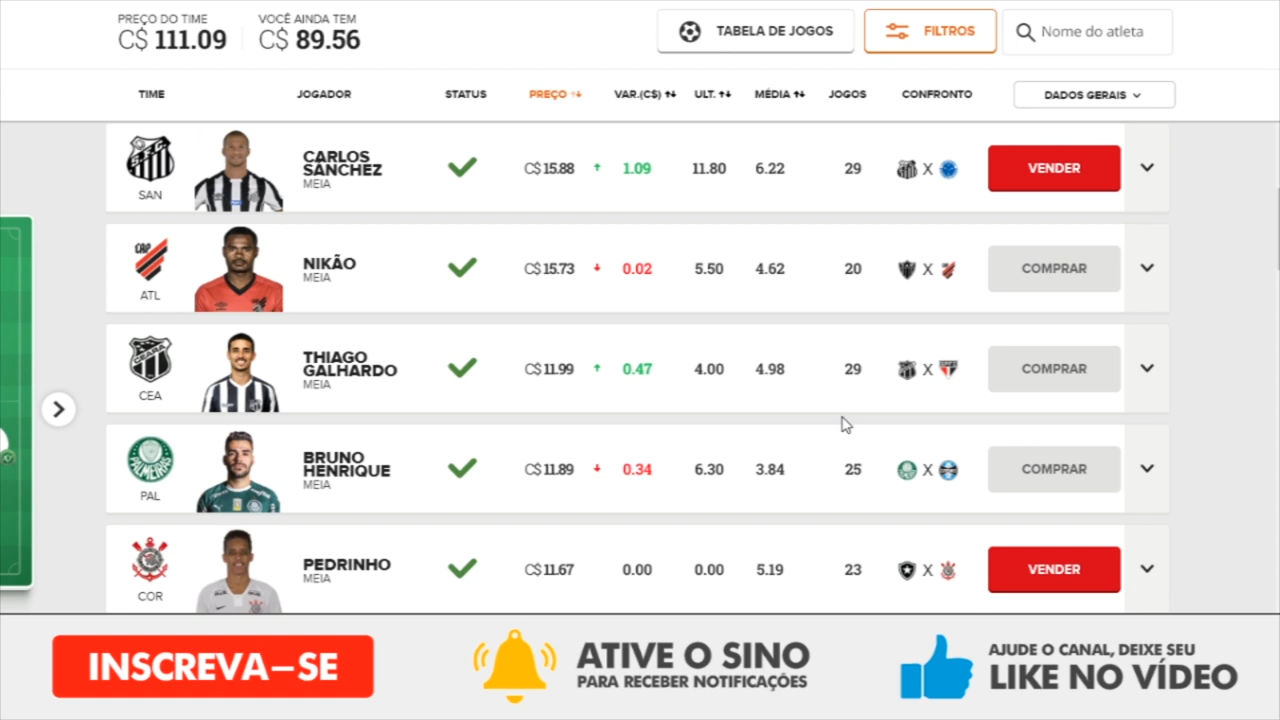 PREÇO DO TIME
C$ 111.09
VOCÊ AINDA TEM
C$ 89.56
TABELA DE JOGOS
FILTROS
Nome do atleta
TIME JOGADOR STATUS PREÇO VAR.(C$) ULT. MÉDIA JOGOS CONFRONTO DADOS GERAIS
SAN
CARLOS
SÁNCHEZ
MEIA
C$ 15.88 1.09 11.80 6.22 29 X VENDER
CAP
ATL
NIKÃO
MEIA
C$ 15.73 0.02 5.50 4.62 20 X COMPRAR
CEARÁ
CEA
THIAGO
GALHARDO
MEIA
C$ 11.99 0.47 4.00 4.98 29 X COMPRAR
PALMEIRAS
PAL
BRUNO
HENRIQUE
MEIA
C$ 11.89 0.34 6.30 3.84 25 X COMPRAR
COR
PEDRINHO
MEIA
C$ 11.67 0.00 0.00 5.19 23 X VENDER
INSCREVA-SE
ATIVE O SINO
PARA RECEBER NOTIFICAÇÕES
AJUDE O CANAL, DEIXE SEU
LIKE NO VÍDEO